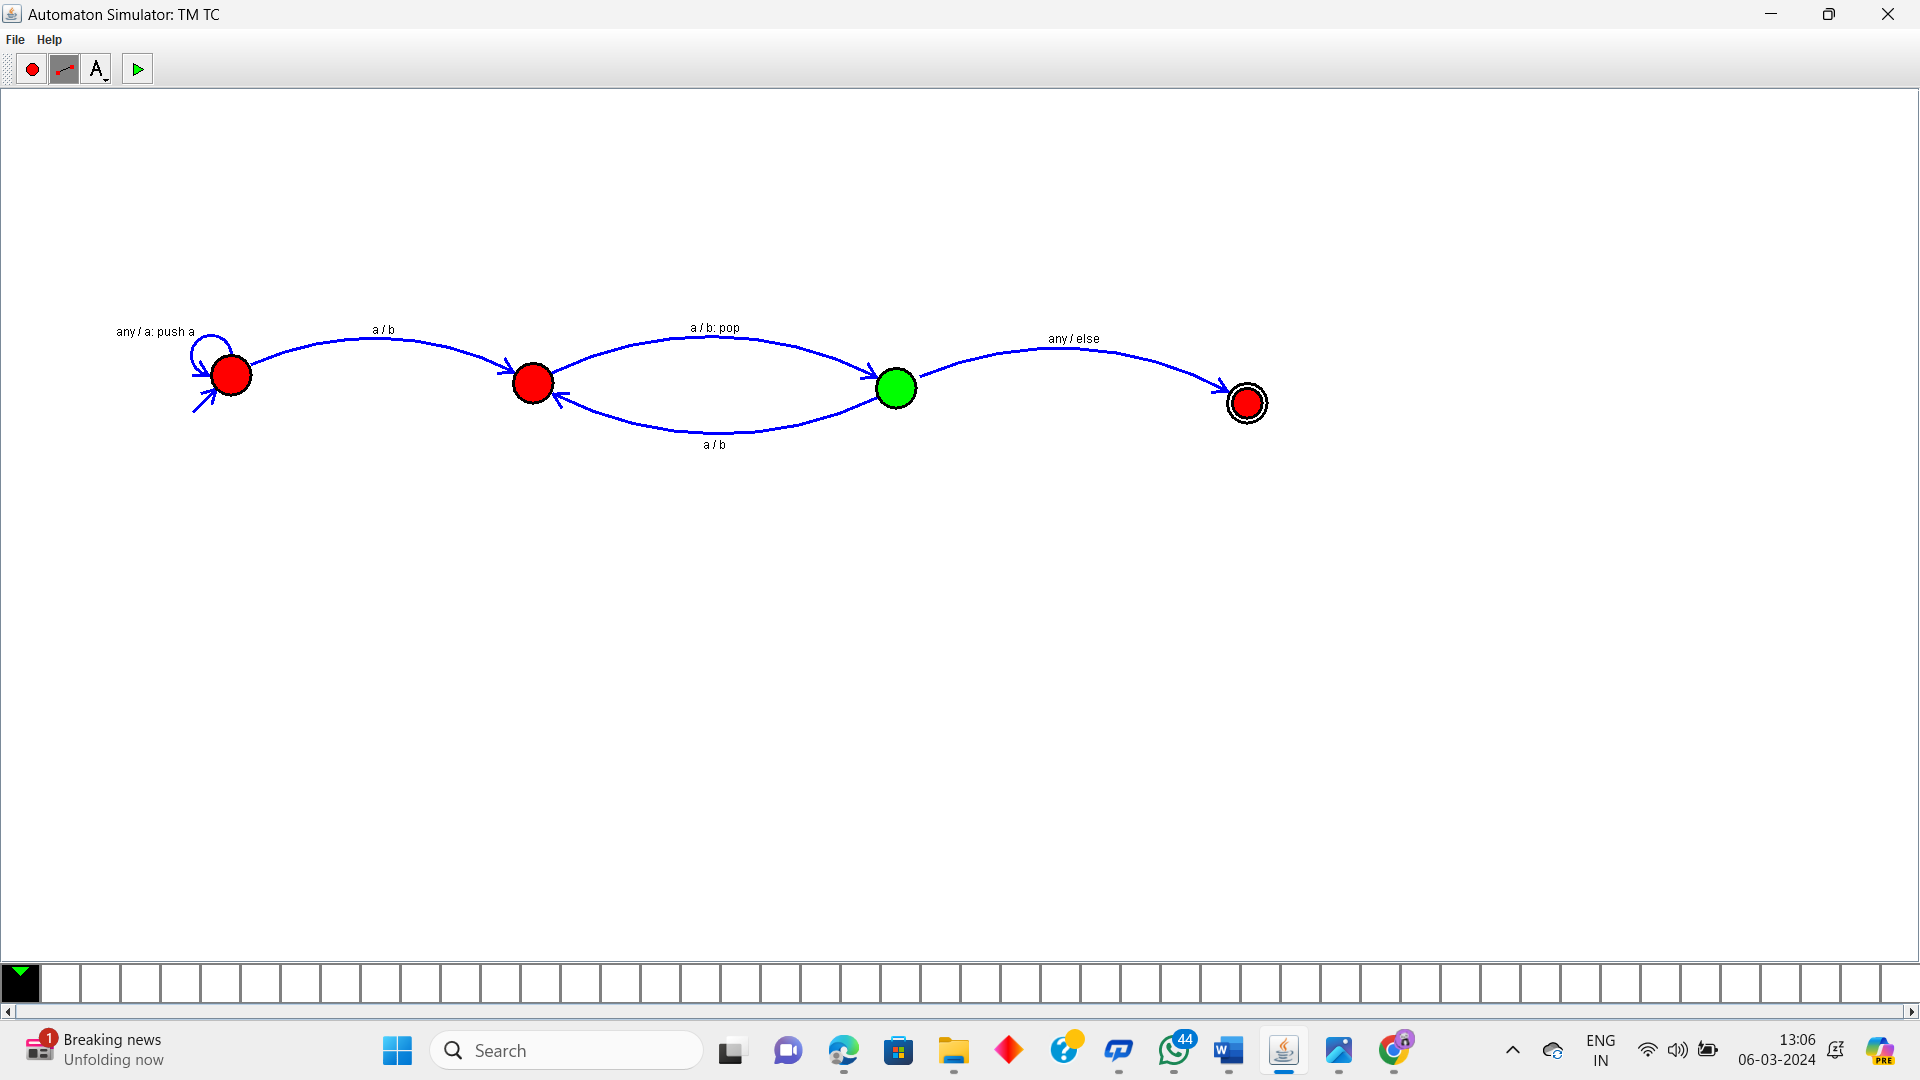 Automaton Simulator: TM TC
File Help
A
any / a: push a
a / b
a / b: pop
any / else
a / b
1
Breaking news
Unfolding now
Search
44
W
ENG
IN
13:06
06-03-2024
PRE